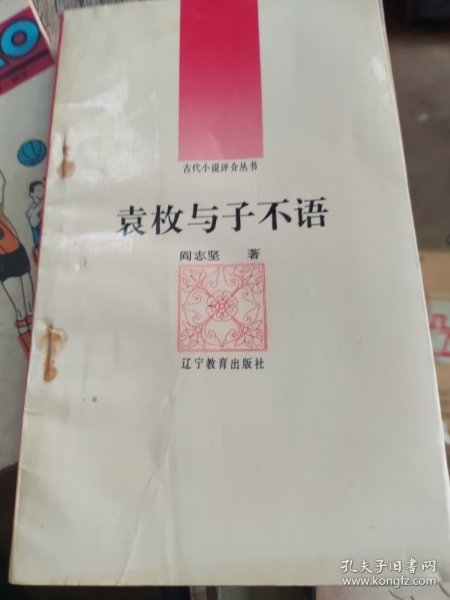 古代小说评介丛书
袁枚与子不语
阎志坚 著
辽宁教育出版社
孔夫子旧书网
www.kongfz.com